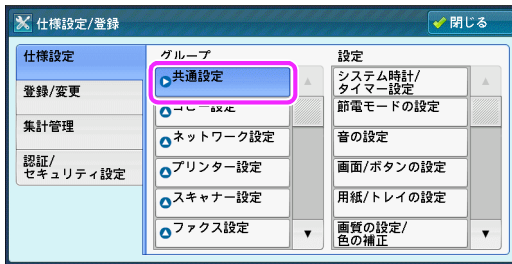 仕様設定/登録
閉じる
仕様設定
登録/変更
集計管理
認証/
セキュリティ設定
グループ
共通設定
コピー設定
ネットワーク設定
プリンター設定
スキャナー設定
ファクス設定
設定
システム時計/
タイマー設定
節電モードの設定
音の設定
画面/ボタンの設定
用紙/トレイの設定
画質の設定/
色の補正